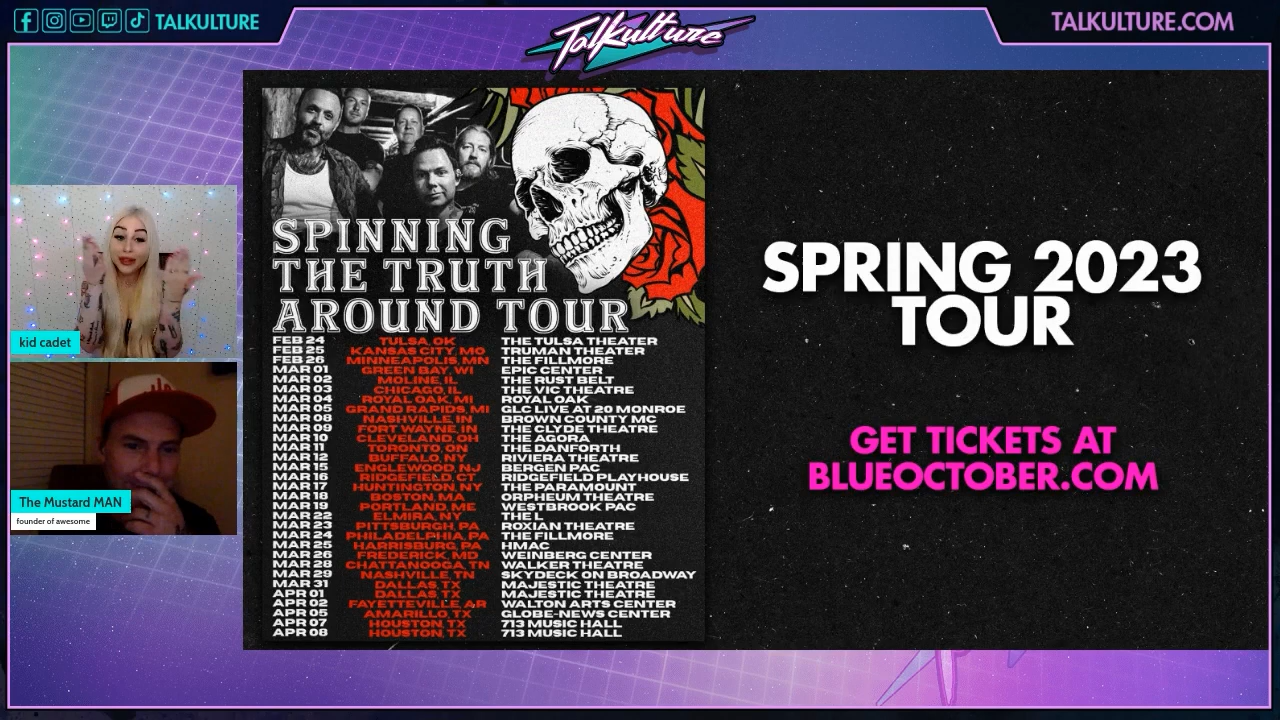 TALKULTURE
Talkulture
TALKULTURE.COM
kid cadet
The Mustard MAN
founder of awesome
SPINNING
THE TRUTH
AROUND TOUR
FEB 24 TULSA, OK THE TULSA THEATER
FEB 25 KANSAS CITY, MO TRUMAN THEATER
FEB 26 MINNEAPOLIS, MN THE FILLMORE
MAR 01 GREEN BAY, WI EPIC CENTER
MAR 02 MOLINE, IL THE RUST BELT
MAR 03 CHICAGO, IL THE VIC THEATRE
MAR 04 ROYAL OAK, MI ROYAL OAK
MAR 05 GRAND RAPIDS, MI GLC LIVE AT 20 MONROE
MAR 08 NASHVILLE, IN BROWN COUNTY MC
MAR 09 FORT WAYNE, IN THE CLYDE THEATRE
MAR 10 CLEVELAND, OH THE AGORA
MAR 11 TORONTO, ON THE DANFORTH
MAR 12 BUFFALO, NY RIVIERA THEATRE
MAR 15 ENGLEWOOD, NJ BERGEN PAC
MAR 16 RIDGEFIELD, CT RIDGEFIELD PLAYHOUSE
MAR 17 HUNTINGTON, NY THE PARAMOUNT
MAR 18 BOSTON, MA ORPHEUM THEATRE
MAR 19 PORTLAND, ME WESTBROOK PAC
MAR 22 ELMIRA, NY THE L
MAR 23 PITTSBURGH, PA ROXIAN THEATRE
MAR 24 PHILADELPHIA, PA THE FILLMORE
MAR 25 HARRISBURG, PA HMAC
MAR 26 FREDERICK, MD WEINBERG CENTER
MAR 28 CHATTANOOGA, TN WALKER THEATRE
MAR 29 NASHVILLE, TN SKYDECK ON BROADWAY
MAR 31 DALLAS, TX MAJESTIC THEATRE
APR 01 DALLAS, TX MAJESTIC THEATRE
APR 02 FAYETTEVILLE, AR WALTON ARTS CENTER
APR 05 AMARILLO, TX GLOBE-NEWS CENTER
APR 07 HOUSTON, TX 713 MUSIC HALL
APR 08 HOUSTON, TX 713 MUSIC HALL
SPRING 2023
TOUR
GET TICKETS AT
BLUEOCTOBER.COM